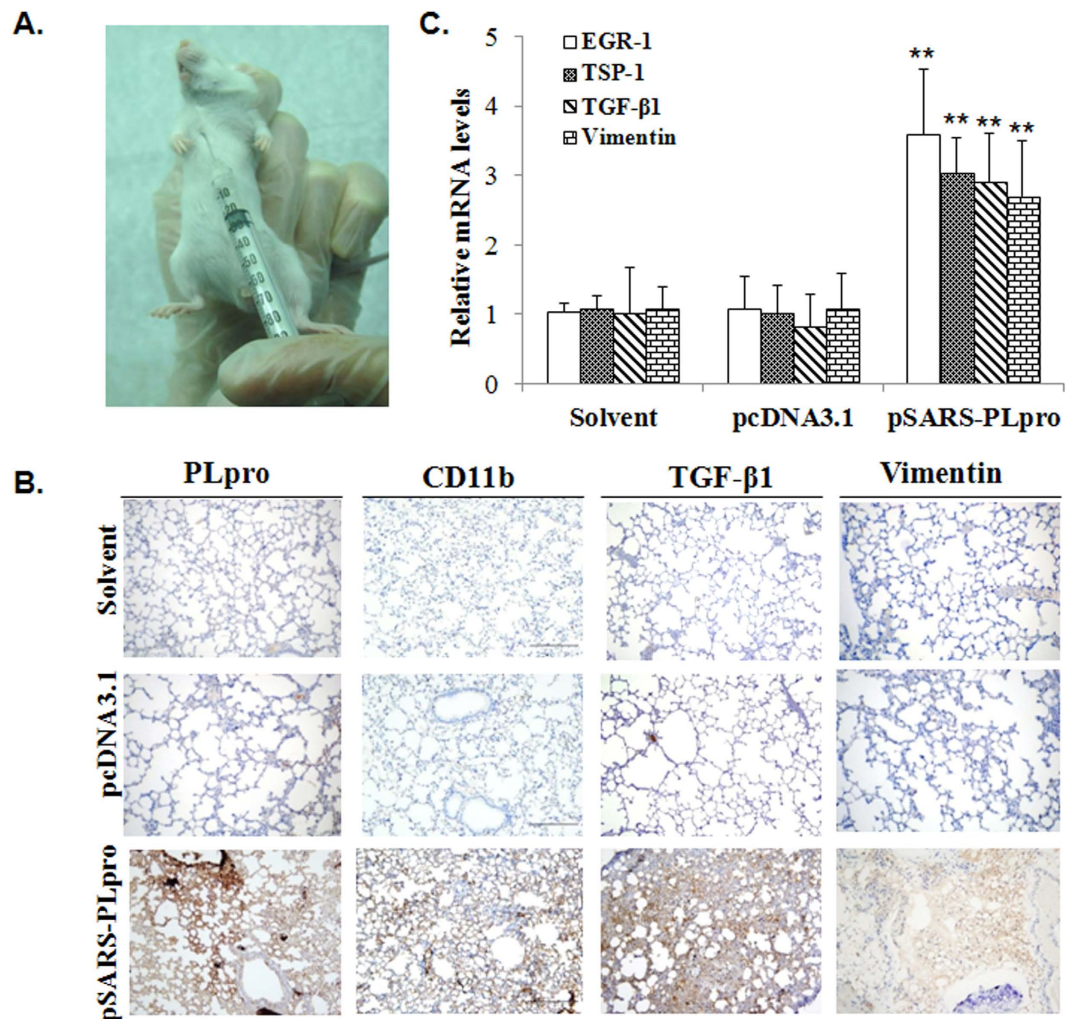 A.
C.
5
4
3
2
1
0
Relative mRNA levels
EGR-1
TSP-1
TGF-β1
Vimentin
**
** ** **
Solvent pcDNA3.1 pSARS-PLpro
B.
PLpro CD11b TGF-β1 Vimentin
Solvent
pcDNA3.1
pSARS-PLpro